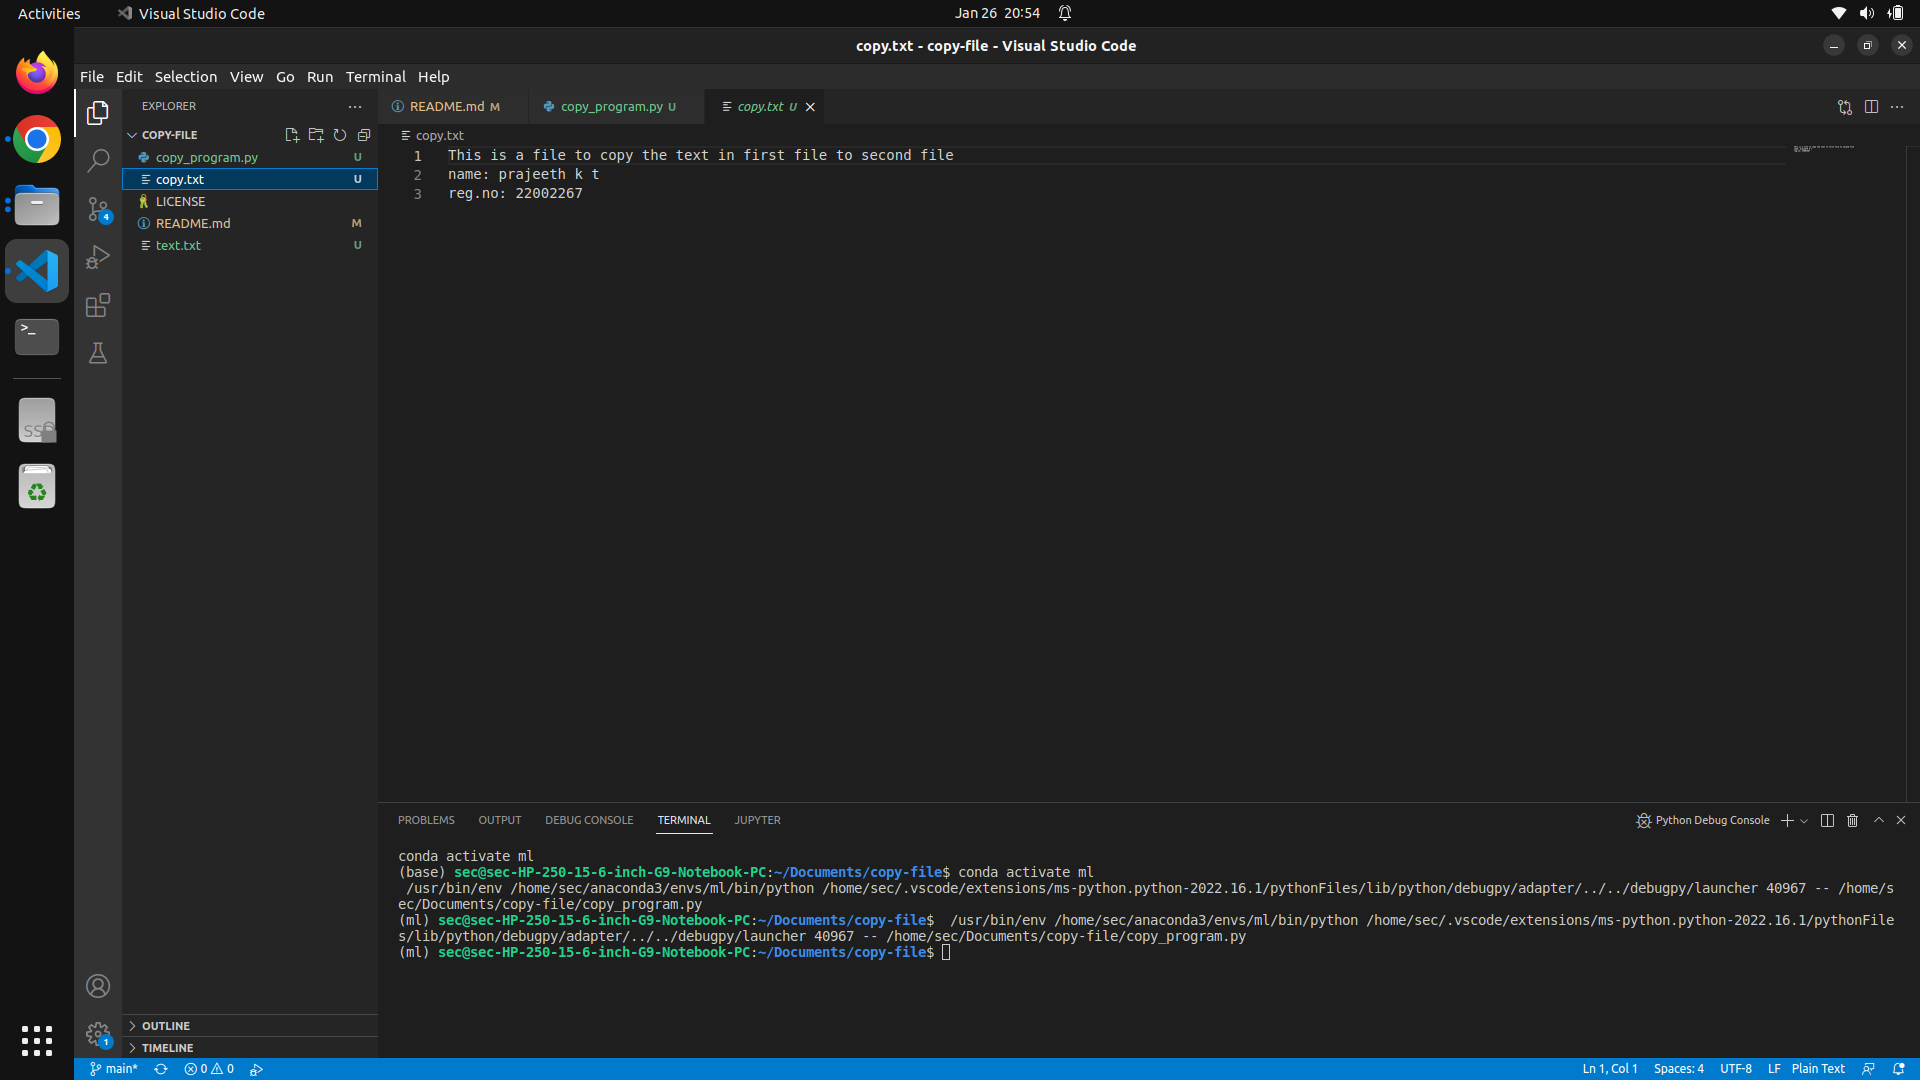 Activities
Visual Studio Code
Jan 26 20:54
copy.txt - copy-file - Visual Studio Code
File Edit Selection View Go Run Terminal Help
EXPLORER
README.md M
copy_program.py U
copy.txt U
COPY-FILE
copy_program.py U
copy.txt U
LICENSE
README.md M
text.txt U
4
copy.txt
1 This is a file to copy the text in first file to second file
2 name: prajeeth k t
3 reg.no: 22002267
>_
SSD
PROBLEMS OUTPUT DEBUG CONSOLE TERMINAL JUPYTER
Python Debug Console
conda activate ml
(base) sec@sec-HP-250-15-6-inch-G9-Notebook-PC:~/Documents/copy-file$ conda activate ml
/usr/bin/env /home/sec/anaconda3/envs/ml/bin/python /home/sec/.vscode/extensions/ms-python.python-2022.16.1/pythonFiles/lib/python/debugpy/adapter/../../debugpy/launcher 40967 -- /home/s
ec/Documents/copy-file/copy_program.py
(ml) sec@sec-HP-250-15-6-inch-G9-Notebook-PC:~/Documents/copy-file$  /usr/bin/env /home/sec/anaconda3/envs/ml/bin/python /home/sec/.vscode/extensions/ms-python.python-2022.16.1/pythonFile
s/lib/python/debugpy/adapter/../../debugpy/launcher 40967 -- /home/sec/Documents/copy-file/copy_program.py
(ml) sec@sec-HP-250-15-6-inch-G9-Notebook-PC:~/Documents/copy-file$
OUTLINE
TIMELINE
1
main* 0 0
Ln 1, Col 1 Spaces: 4 UTF-8 LF Plain Text